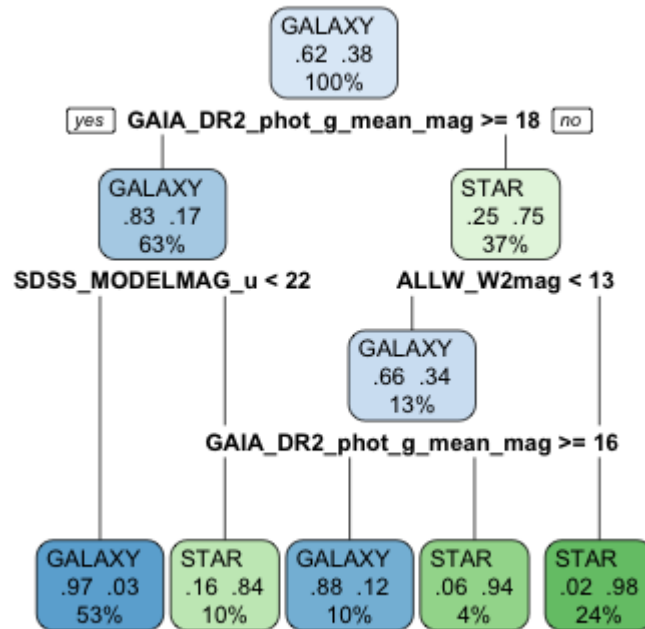 GALAXY
.62 .38
100%
yes GAIA_DR2_phot_g_mean_mag >= 18 no
GALAXY
.83 .17
63%
STAR
.25 .75
37%
SDSS_MODELMAG_u < 22
ALLW_W2mag < 13
GALAXY
.66 .34
13%
GAIA_DR2_phot_g_mean_mag >= 16
GALAXY
.97 .03
53%
STAR
.16 .84
10%
GALAXY
.88 .12
10%
STAR
.06 .94
4%
STAR
.02 .98
24%